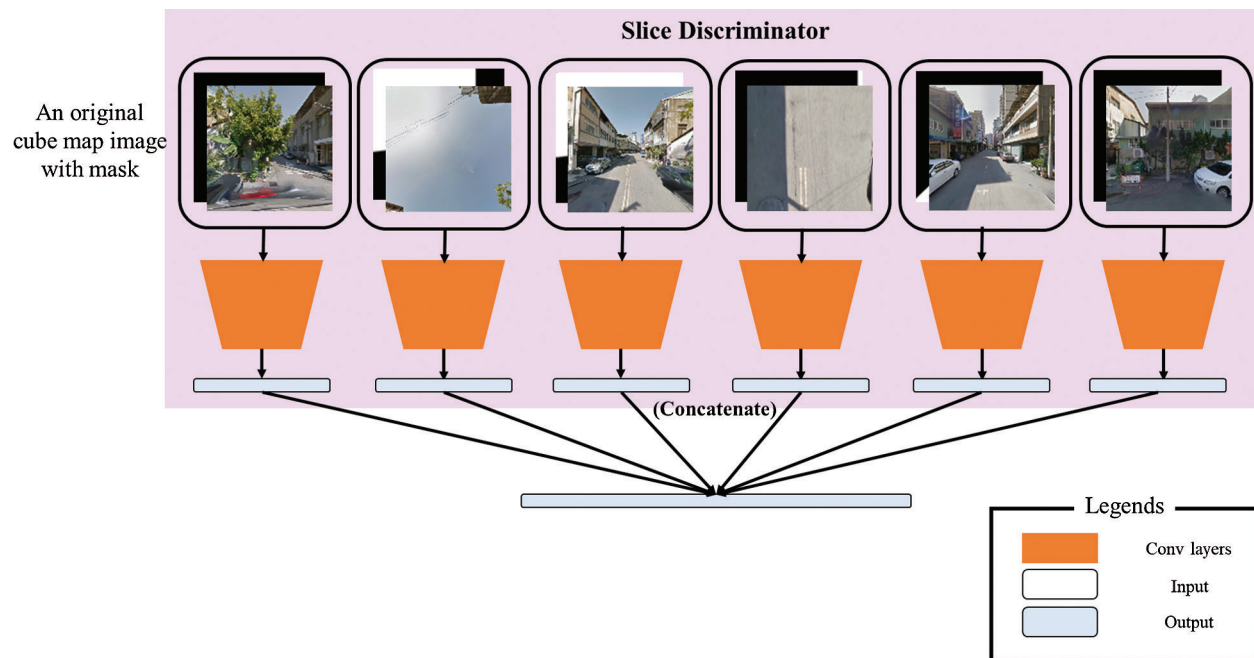 Slice Discriminator
An original
cube map image
with mask
(Concatenate)
Legends
Conv layers
Input
Output